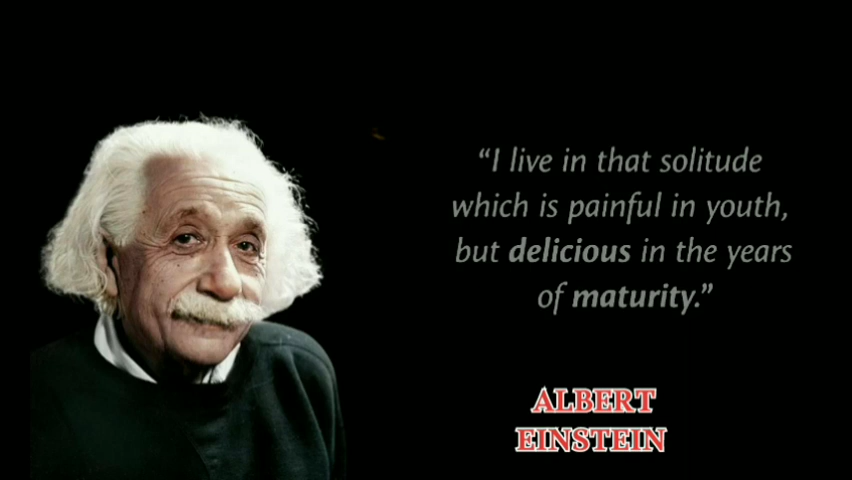 “I live in that solitude
which is painful in youth,
but delicious in the years
of maturity.”
ALBERT
EINSTEIN